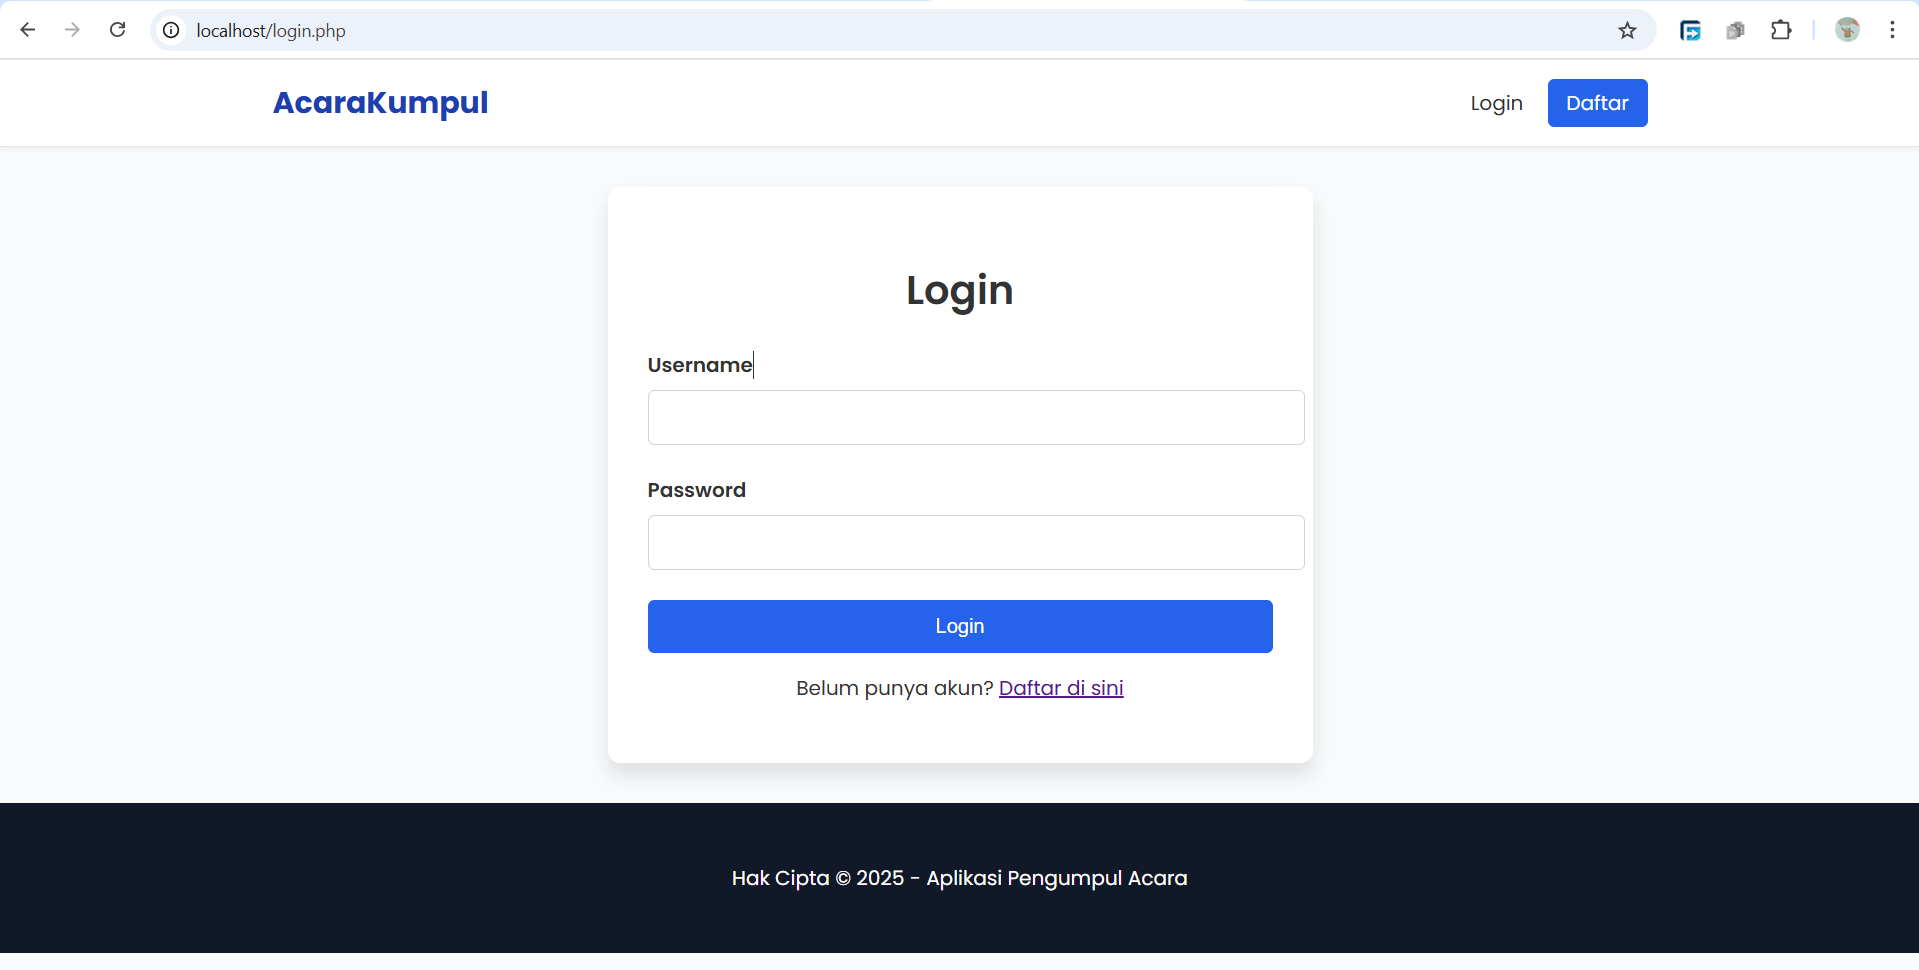 localhost/login.php
AcaraKumpul
Login
Daftar
Login
Username
Password
Login
Belum punya akun? Daftar di sini
Hak Cipta © 2025 - Aplikasi Pengumpul Acara